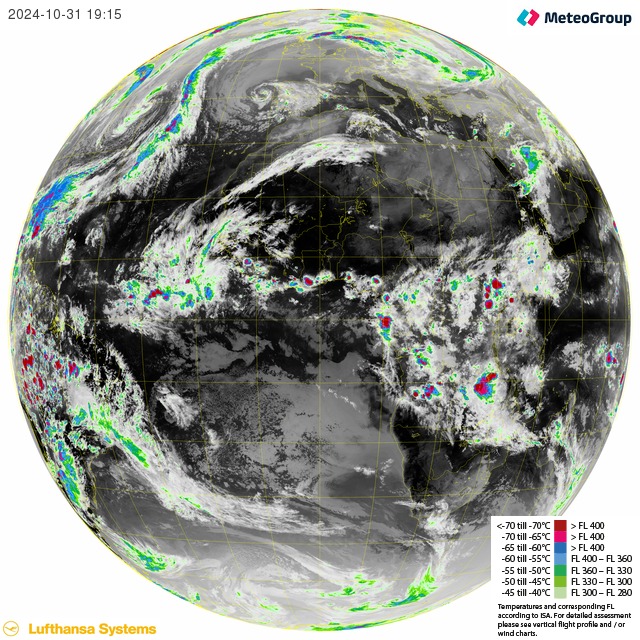 2024-10-31 19:15
MeteoGroup
<-70 till -70°C > FL 400
-70 till -65°C > FL 400
-65 till -60°C > FL 400
-60 till -55°C FL 400 – FL 360
-55 till -50°C FL 360 – FL 330
-50 till -45°C FL 330 – FL 300
-45 till -40°C FL 300 – FL 280
Temperatures and corresponding FL
according to ISA. For detailed assessment
please see vertical flight profile and / or
wind charts.
Lufthansa Systems